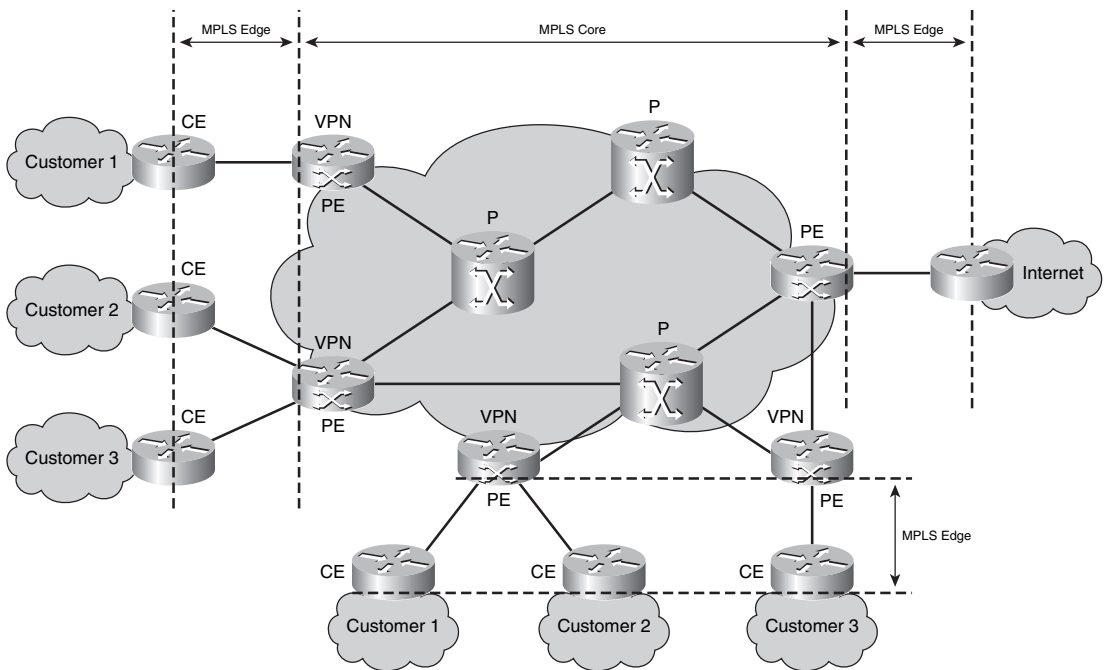 MPLS Edge
MPLS Core
MPLS Edge
P
CE
VPN
Customer 1
PE
P
PE
CE
Internet
Customer 2
VPN
P
CE
PE
VPN
VPN
Customer 3
PE
PE
MPLS Edge
CE
CE
CE
Customer 1
Customer 2
Customer 3